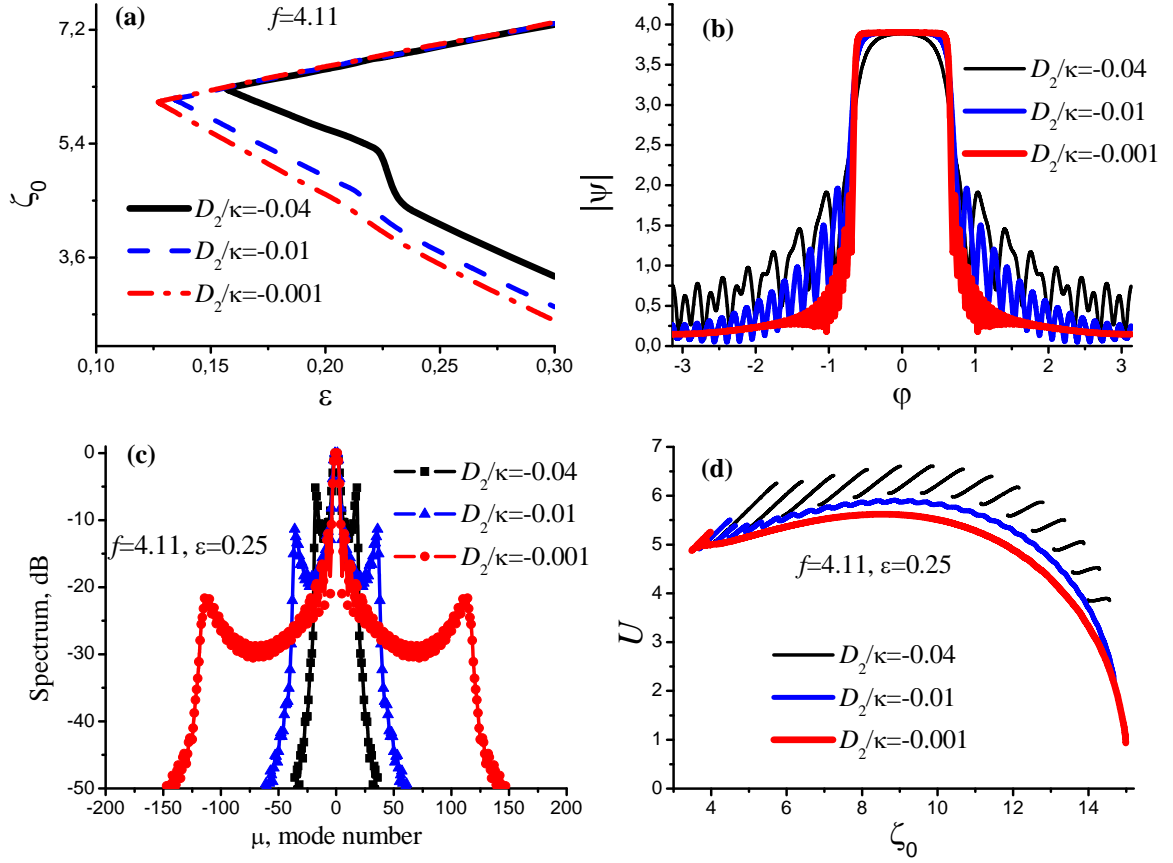 (a)
f=4.11
7,2
5,4
3,6
ζ₀
D₂/κ=-0.04
D₂/κ=-0.01
D₂/κ=-0.001
0,10 0,15 0,20 0,25 0,30
ε
(b)
4,0
3,5
3,0
2,5
2,0
1,5
1,0
0,5
0,0
|ψ|
D₂/κ=-0.04
D₂/κ=-0.01
D₂/κ=-0.001
-3 -2 -1 0 1 2 3
φ
(c)
0
-10
-20
-30
-40
-50
Spectrum, dB
D₂/κ=-0.04
D₂/κ=-0.01
D₂/κ=-0.001
f=4.11, ε=0.25
-200 -150 -100 -50 0 50 100 150 200
μ, mode number
(d)
7
6
5
4
3
2
1
0
U
f=4.11, ε=0.25
D₂/κ=-0.04
D₂/κ=-0.01
D₂/κ=-0.001
4 6 8 10 12 14
ζ₀